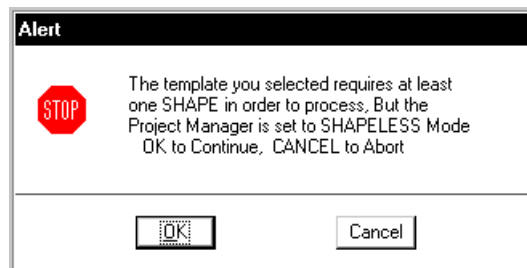 Alert
STOP
The template you selected requires at least
one SHAPE in order to process, But the
Project Manager is set to SHAPELESS Mode
OK to Continue, CANCEL to Abort
OK
Cancel